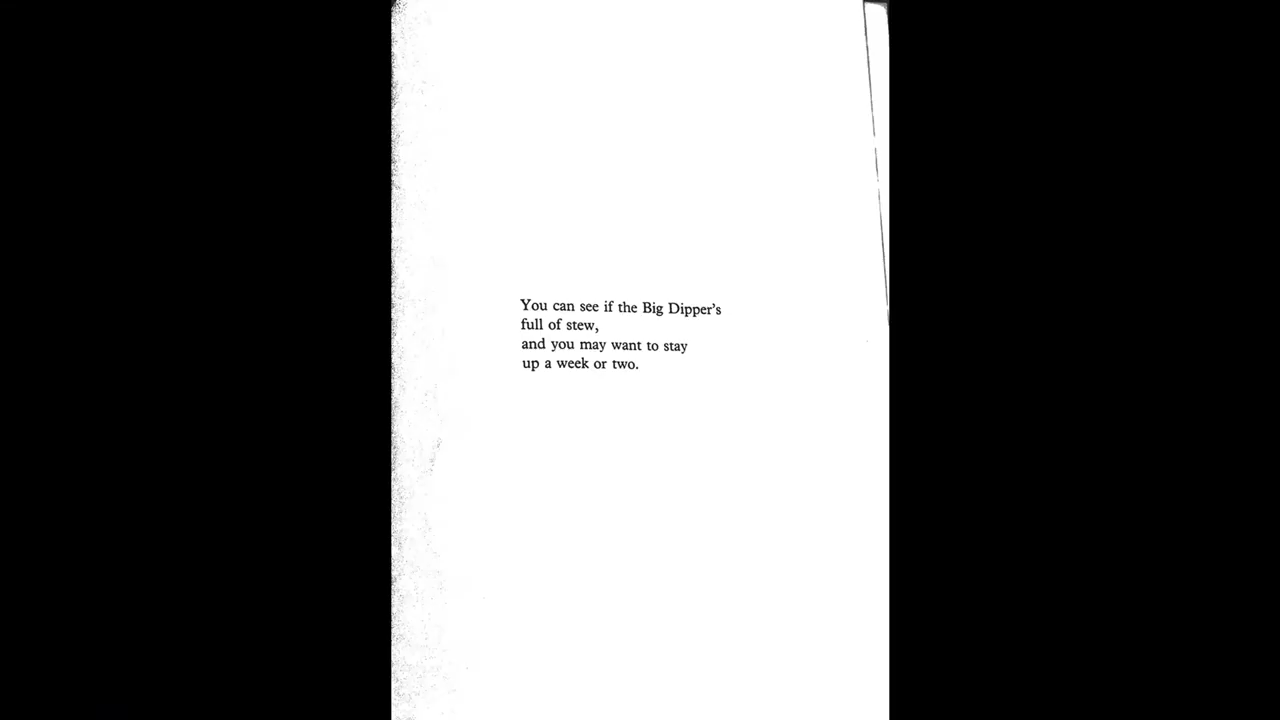 You can see if the Big Dipper's
full of stew,
and you may want to stay
up a week or two.